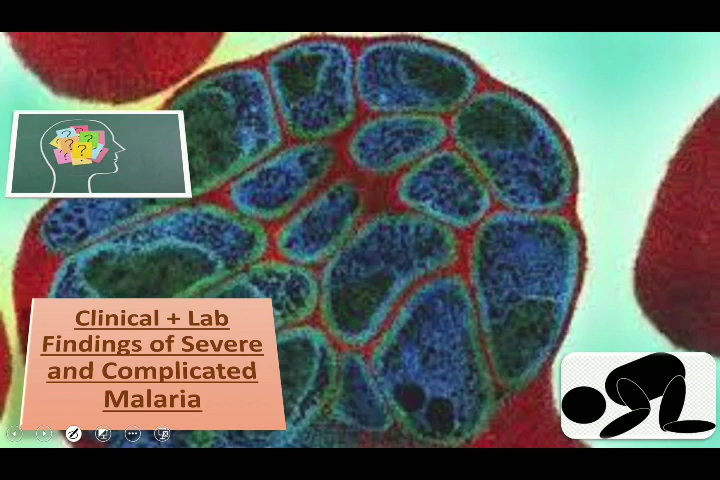 Clinical + Lab
Findings of Severe
and Complicated
Malaria